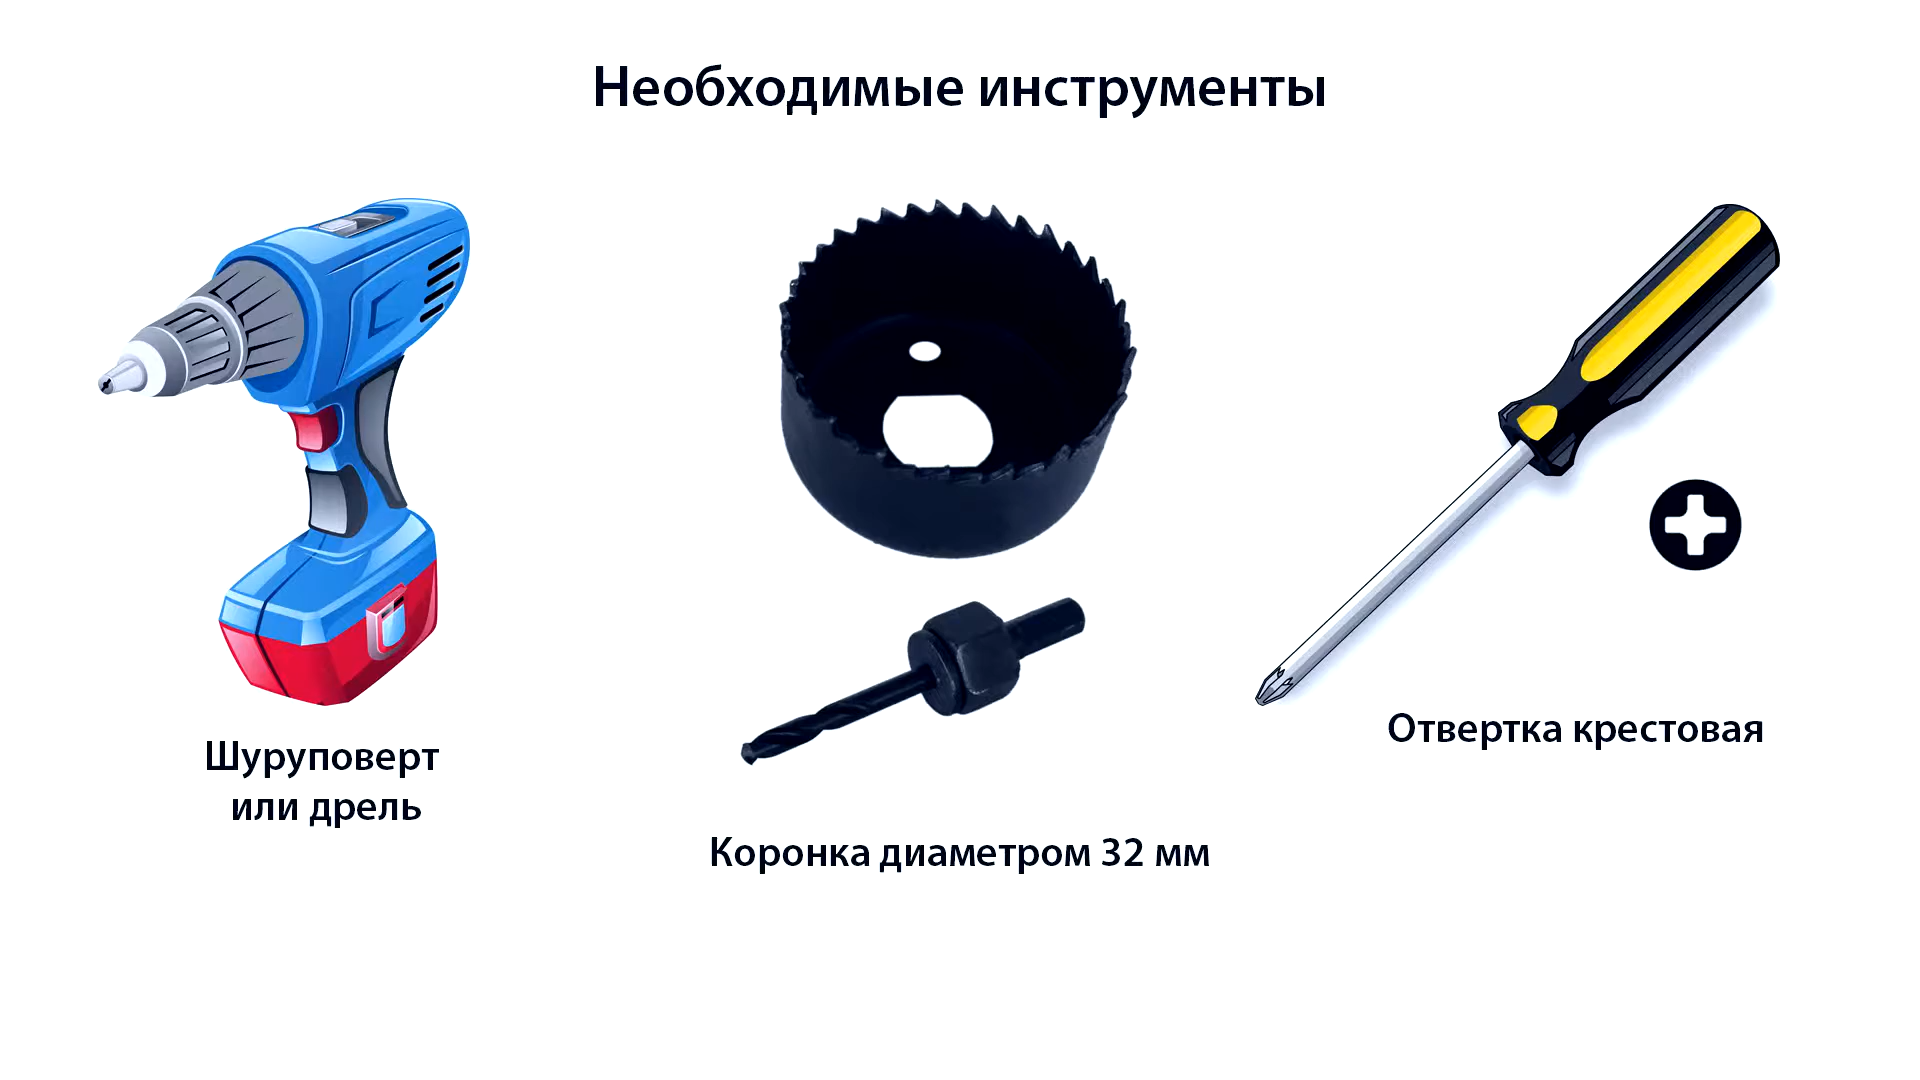 Необходимые инструменты
Шуруповерт
или дрель
Коронка диаметром 32 мм
Отвертка крестовая